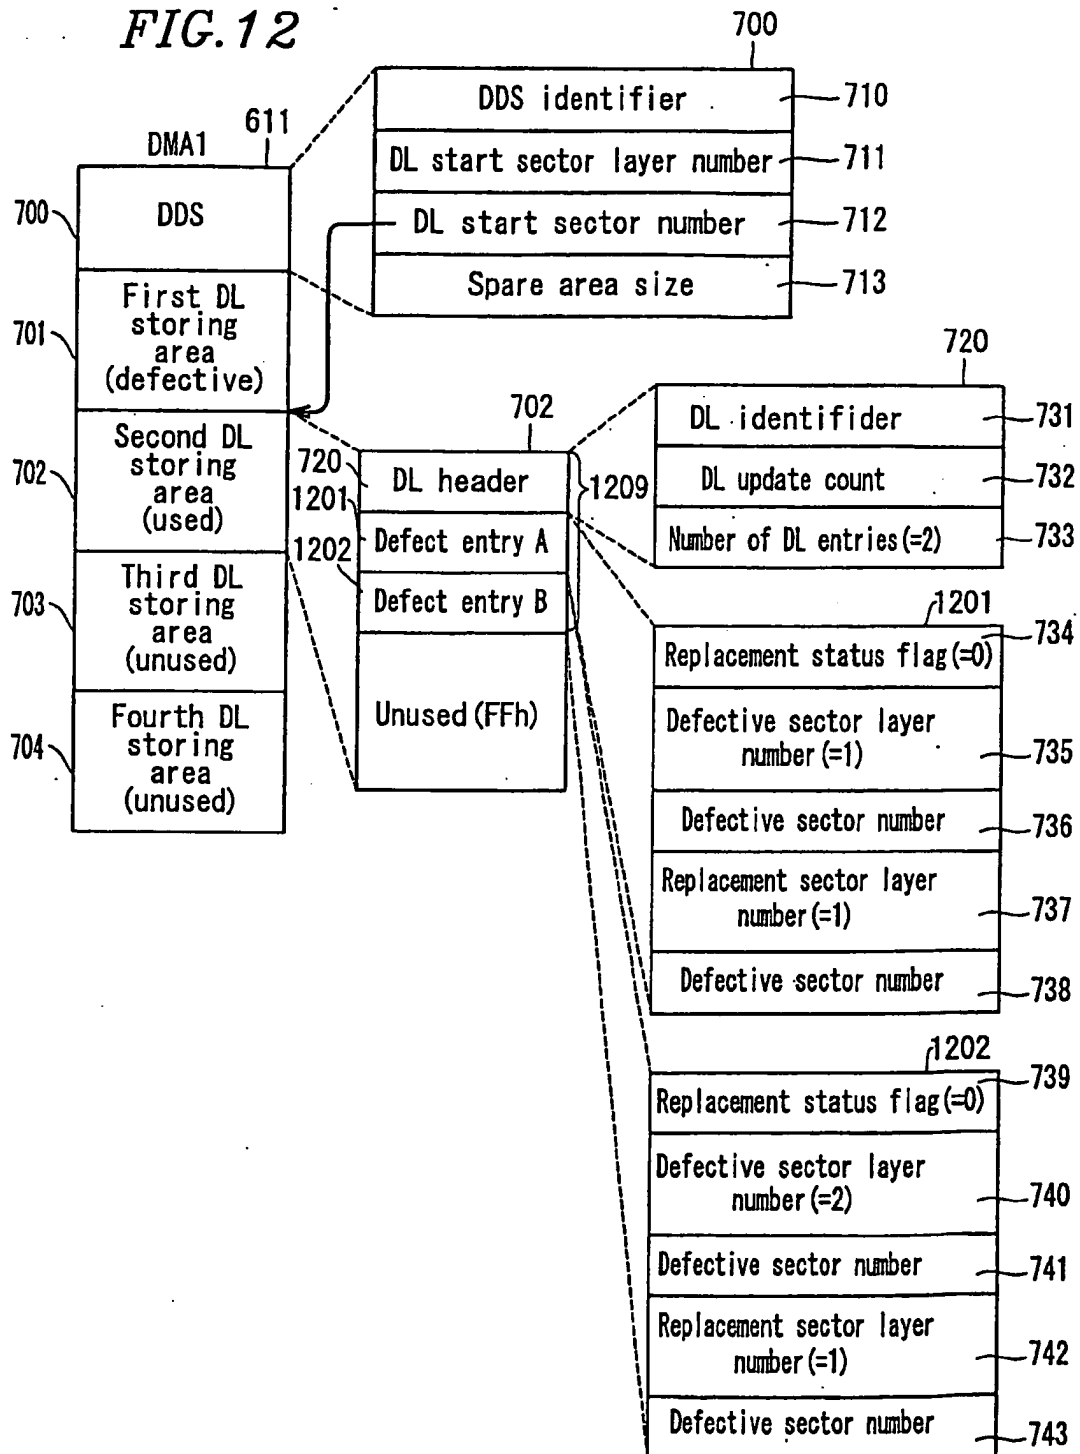 FIG. 12
700
DDS identifier
710
DL start sector layer number
711
DL start sector number
712
Spare area size
713
611
DMA1
700
DDS
701
First DL
storing
area
(defective)
702
Second DL
storing
area
(used)
703
Third DL
storing
area
(unused)
704
Fourth DL
storing
area
(unused)
702
720
DL header
1209
1201
Defect entry A
1202
Defect entry B
Unused (FFh)
720
DL identifider
731
DL update count
732
Number of DL entries (=2)
733
1201
Replacement status flag (=0)
734
Defective sector layer
number (=1)
735
Defective sector number
736
Replacement sector layer
number (=1)
737
Defective sector number
738
1202
Replacement status flag (=0)
739
Defective sector layer
number (=2)
740
Defective sector number
741
Replacement sector layer
number (=1)
742
Defective sector number
743